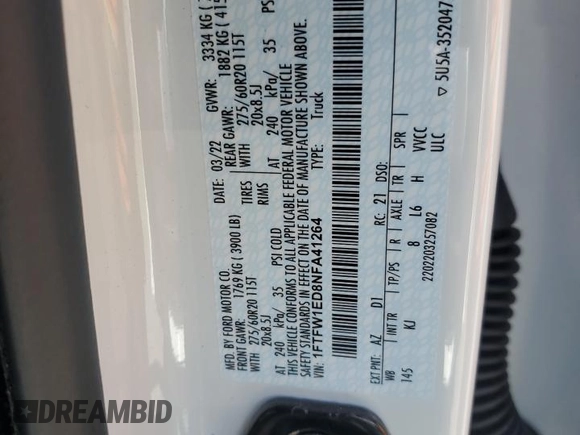 MFD. BY FORD MOTOR CO.
DATE: 03/22 GVWR: 3334 KG
FRONT GAWR: 1769 KG (3900 LB) REAR GAWR: 1882 KG
WITH 275/60R20 115T TIRES WITH 275/60R20 115T
20x8.5J RIMS 20x8.5J
AT 240 kPa/ 35 PSI COLD AT 240 kPa/ 35
THIS VEHICLE CONFORMS TO ALL APPLICABLE FEDERAL MOTOR VEHICLE
SAFETY STANDARDS IN EFFECT ON THE DATE OF MANUFACTURE SHOWN ABOVE.
VIN: 1FTFW1ED8NFA41264 TYPE: Truck
EXT PNT: AZ D1 RC: 21 DSO:
WB INT TR TP/PS R AXLE TR SPR
145 KJ 8 L6 H VVCC
ULC
2202203257082
5U5A-352047
DREAMBID